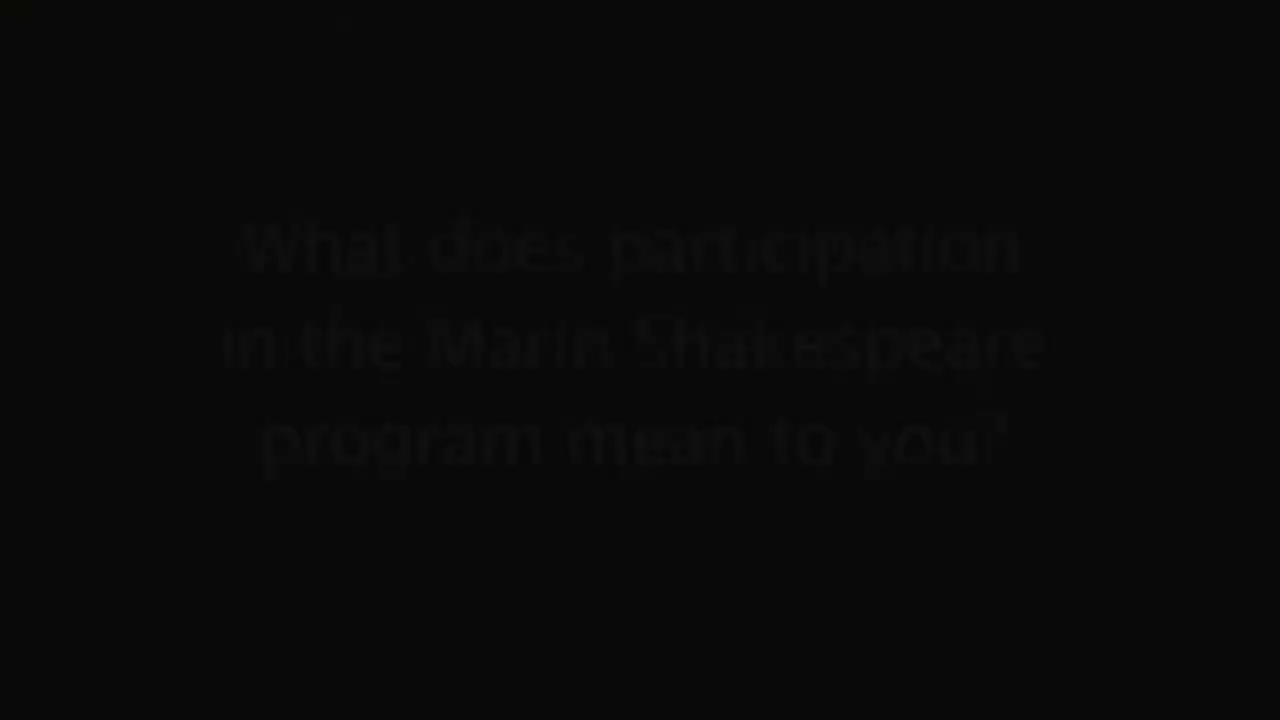 What does participation
in the Marin Shakespeare
program mean to you?